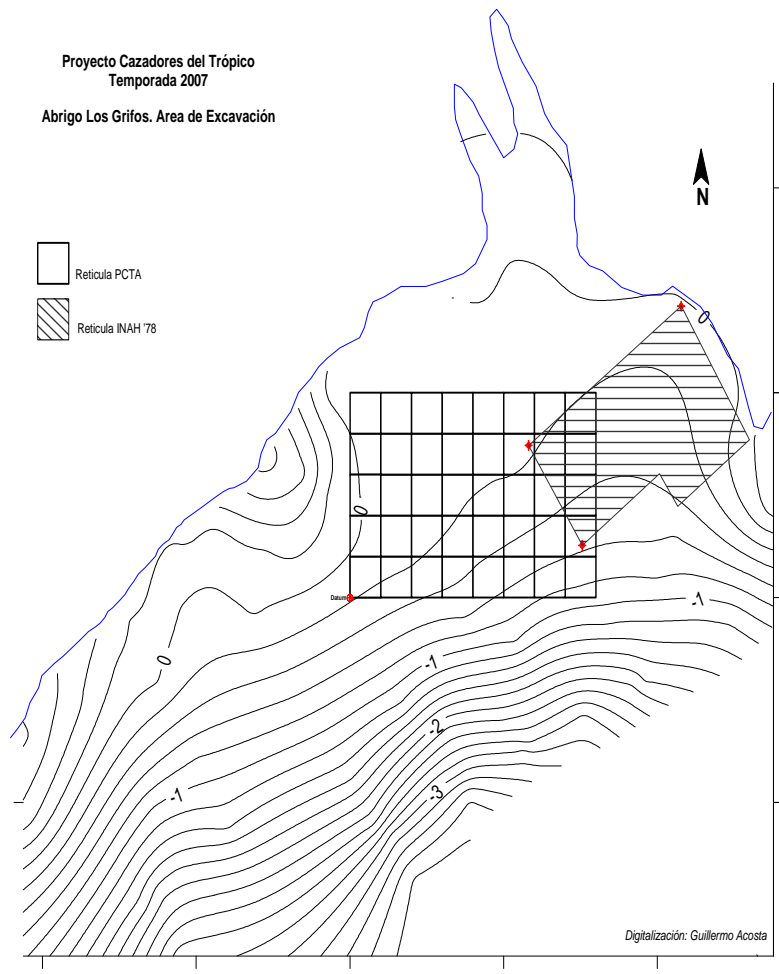 Proyecto Cazadores del Trópico
Temporada 2007
Abrigo Los Grifos. Area de Excavación
N
Reticula PCTA
Reticula INAH '78
0
0
Datum
0
-1
-1
-2
-1
-3
Digitalización: Guillermo Acosta